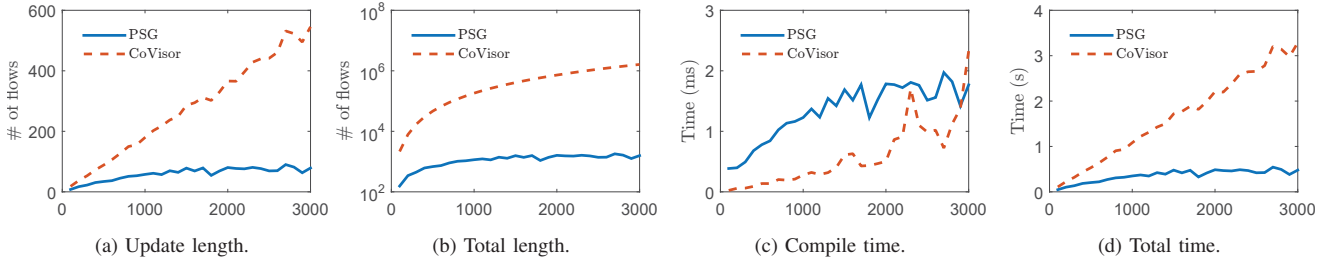 600
400
200
0
# of flows
PSG
CoVisor
0 1000 2000 3000
(a) Update length.
10^8
10^6
10^4
10^2
# of flows
PSG
CoVisor
0 1000 2000 3000
(b) Total length.
3
2
1
0
Time (ms)
PSG
CoVisor
0 1000 2000 3000
(c) Compile time.
4
3
2
1
0
Time (s)
PSG
CoVisor
0 1000 2000 3000
(d) Total time.